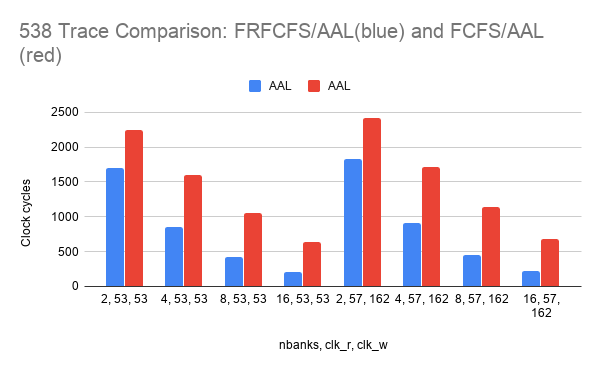 538 Trace Comparison: FRFCFS/AAL(blue) and FCFS/AAL
(red)
AAL AAL
2500
2000
1500
1000
500
0
Clock cycles
2, 53, 53 4, 53, 53 8, 53, 53 16, 53, 53 2, 57, 162 4, 57, 162 8, 57, 162 16, 57,
162
nbanks, clk_r, clk_w